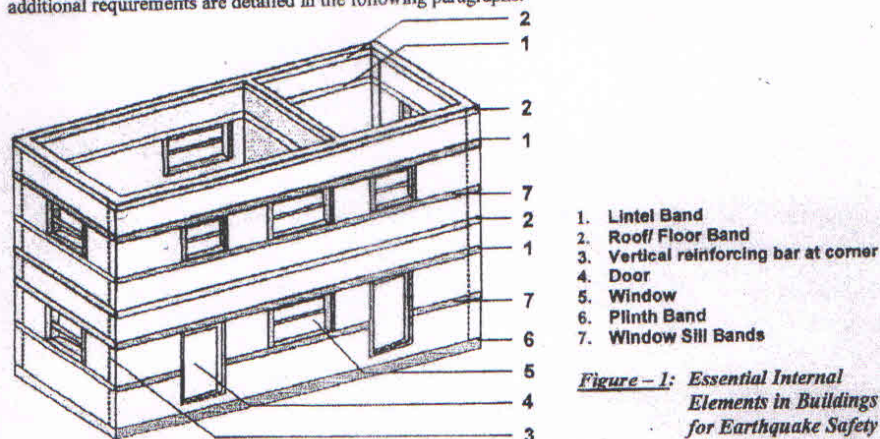 additional requirements are detailed in the following paragraphs.
2
1
2
1
7
2
1
7
6
5
4
3
1. Lintel Band
2. Roof/ Floor Band
3. Vertical reinforcing bar at corner
4. Door
5. Window
6. Plinth Band
7. Window Sill Bands
Figure – 1: Essential Internal
Elements in Buildings
for Earthquake Safety